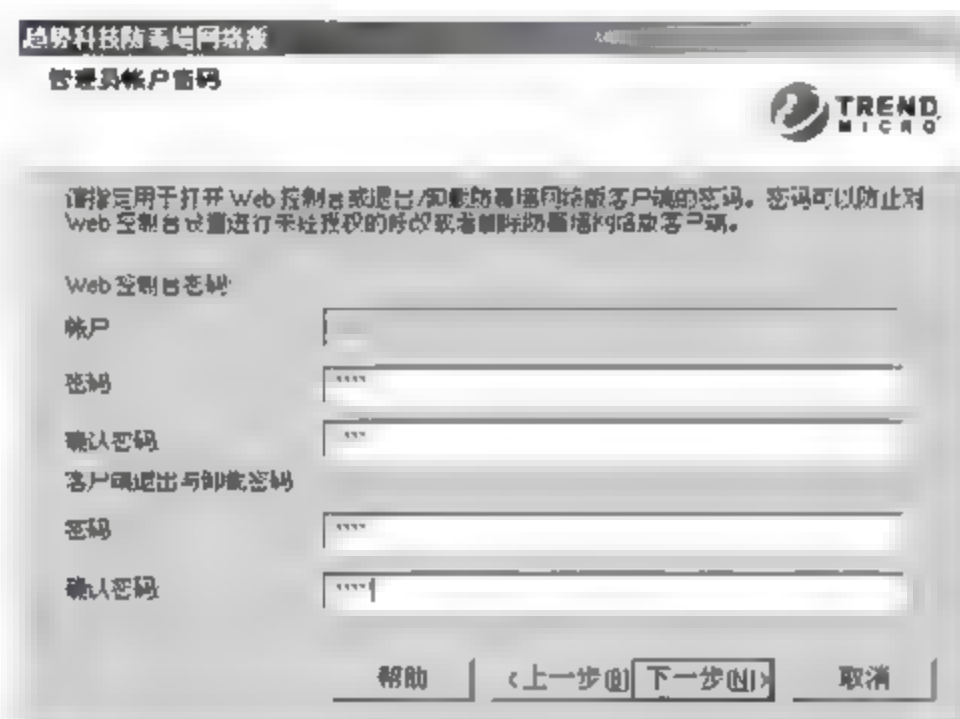 趋势科技防毒墙网络版
管理员帐户密码
TREND
MICRO
请指定用于打开 Web 控制台或退出/卸载防毒墙网络版客户端的密码。密码可以防止对
Web 控制台设置进行未经授权的修改或者删除防毒墙网络版客户端。
Web 控制台密码:
帐户
密码
****
确认密码
***
客户端退出与卸载密码
密码
****
确认密码
****
帮助
<上一步(B)
下一步(N)>
取消